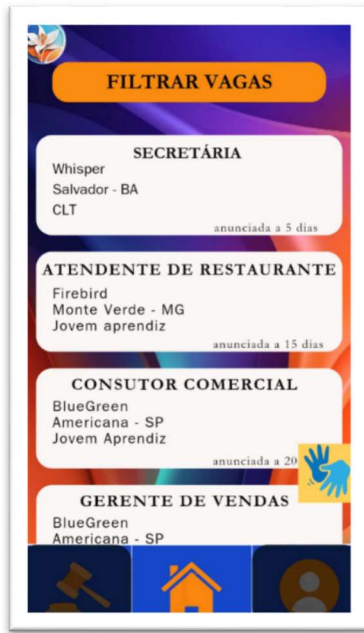 FILTRAR VAGAS
SECRETÁRIA
Whisper
Salvador - BA
CLT
anunciada a 5 dias
ATENDENTE DE RESTAURANTE
Firebird
Monte Verde - MG
Jovem aprendiz
anunciada a 15 dias
CONSUTOR COMERCIAL
BlueGreen
Americana - SP
Jovem Aprendiz
anunciada a 20
GERENTE DE VENDAS
BlueGreen
Americana - SP